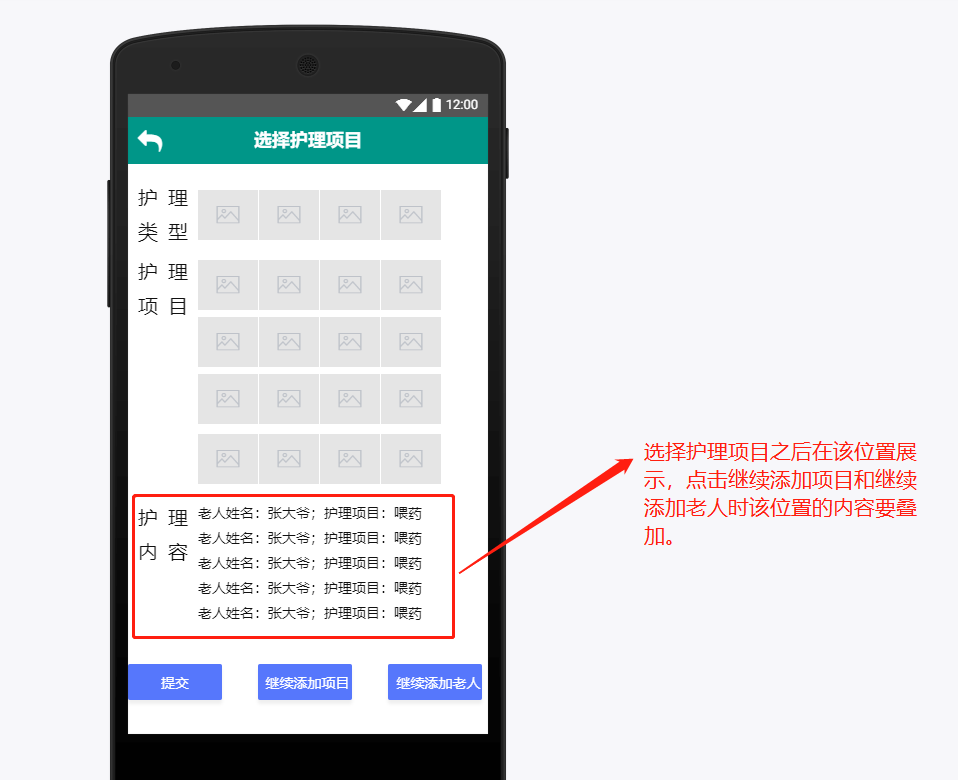 12:00
选择护理项目
护 理
类 型
护 理
项 目
护 理
内 容
老人姓名：张大爷；护理项目：喂药
老人姓名：张大爷；护理项目：喂药
老人姓名：张大爷；护理项目：喂药
老人姓名：张大爷；护理项目：喂药
老人姓名：张大爷；护理项目：喂药
提交
继续添加项目
继续添加老人
选择护理项目之后在该位置展
示，点击继续添加项目和继续
添加老人时该位置的内容要叠
加。